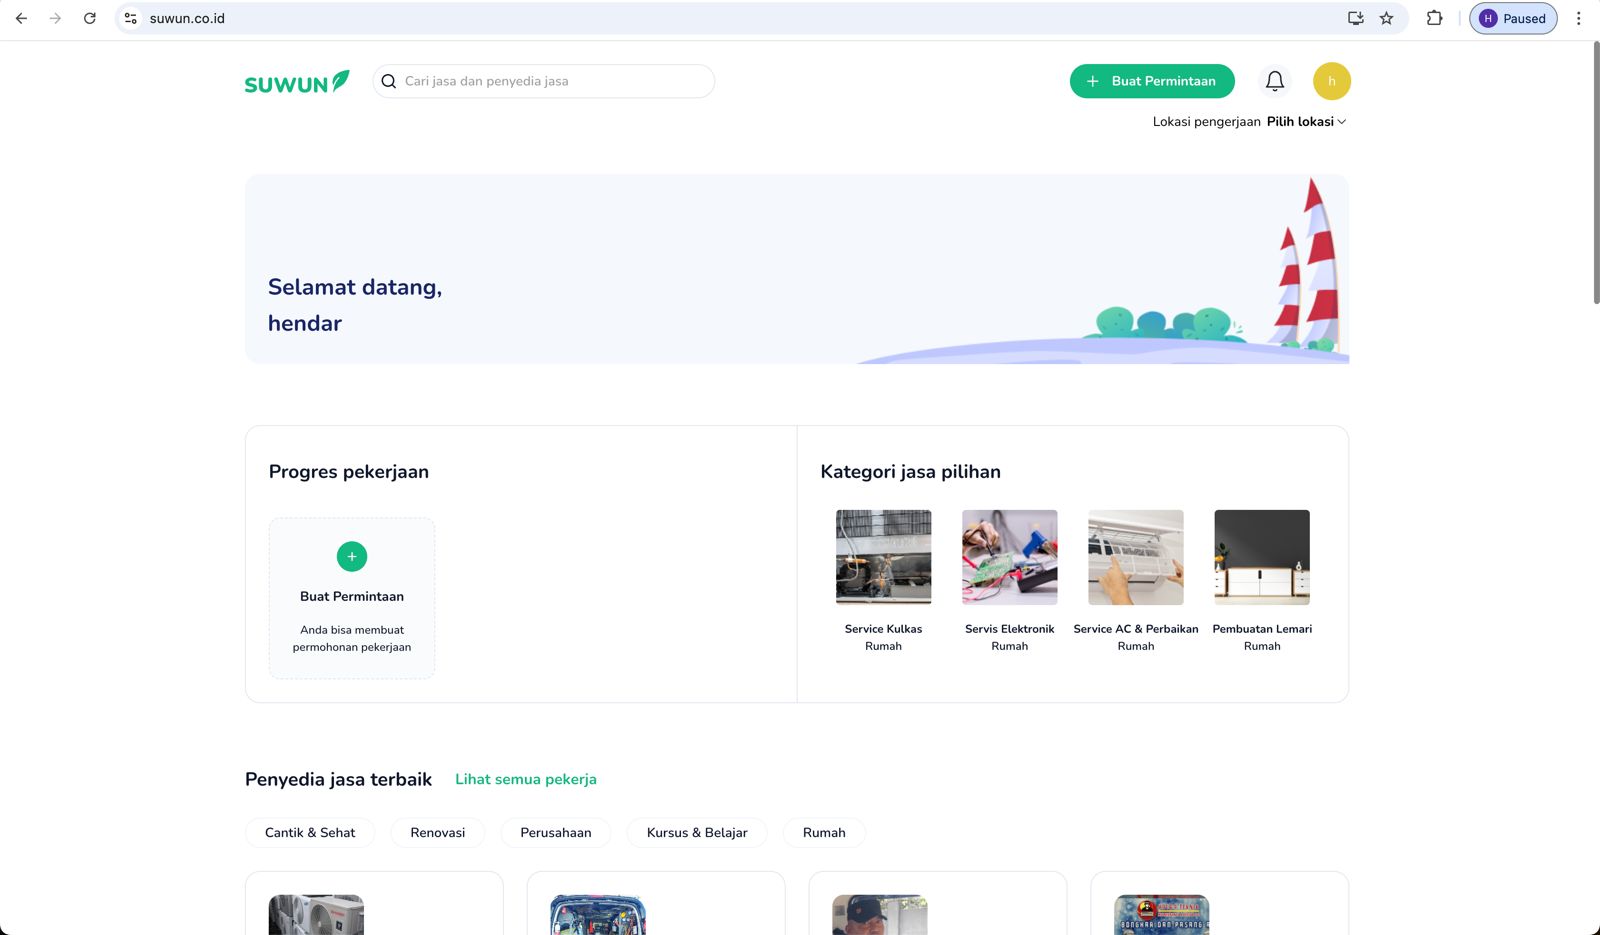 suwun.co.id
H Paused
SUWUN
Cari jasa dan penyedia jasa
+ Buat Permintaan
h
Lokasi pengerjaan Pilih lokasi
Selamat datang,
hendar
Progres pekerjaan
Kategori jasa pilihan
+
Buat Permintaan
Anda bisa membuat
permohonan pekerjaan
Service Kulkas
Rumah
Servis Elektronik
Rumah
Service AC & Perbaikan
Rumah
Pembuatan Lemari
Rumah
Penyedia jasa terbaik Lihat semua pekerja
Cantik & Sehat
Renovasi
Perusahaan
Kursus & Belajar
Rumah
BONGKAR DAN PASANG